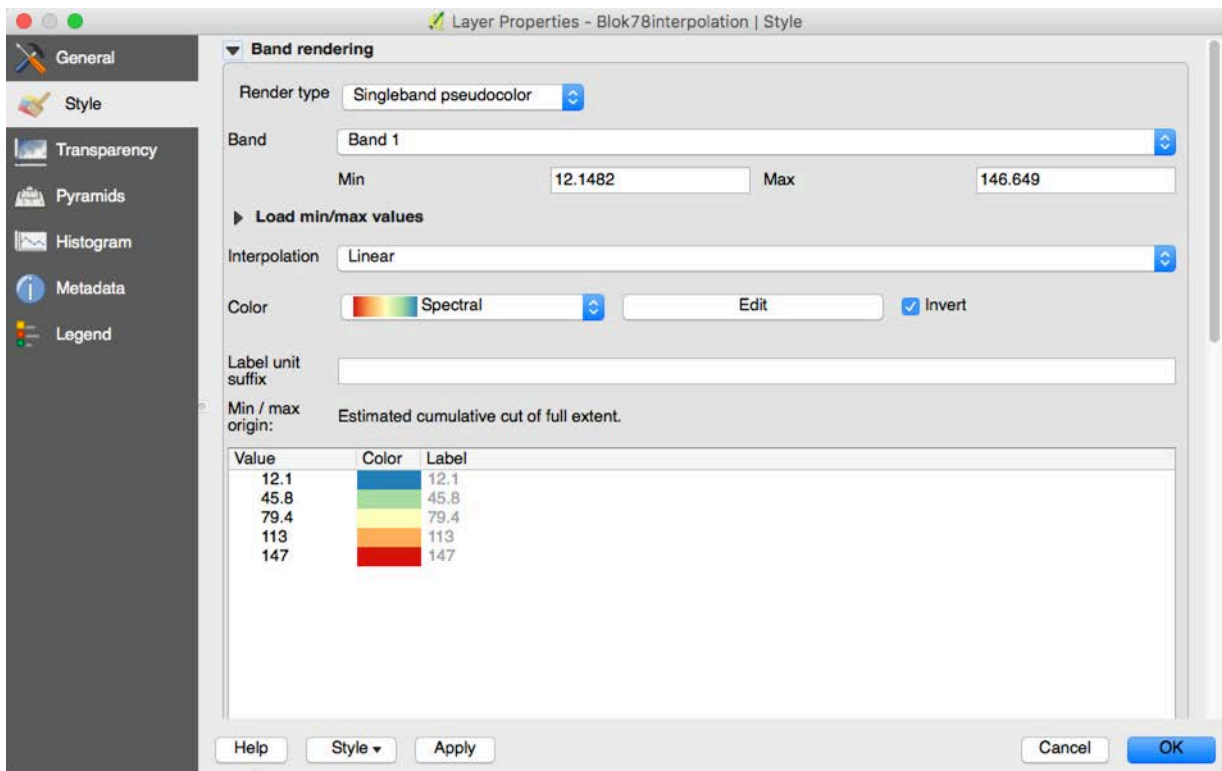 Layer Properties - Blok78interpolation | Style
General
Style
Transparency
Pyramids
Histogram
Metadata
Legend
Band rendering
Render type Singleband pseudocolor
Band Band 1
Min 12.1482 Max 146.649
Load min/max values
Interpolation Linear
Color Spectral Edit Invert
Label unit
suffix
Min / max
origin: Estimated cumulative cut of full extent.
Value Color Label
12.1 12.1
45.8 45.8
79.4 79.4
113 113
147 147
Help Style Apply Cancel OK